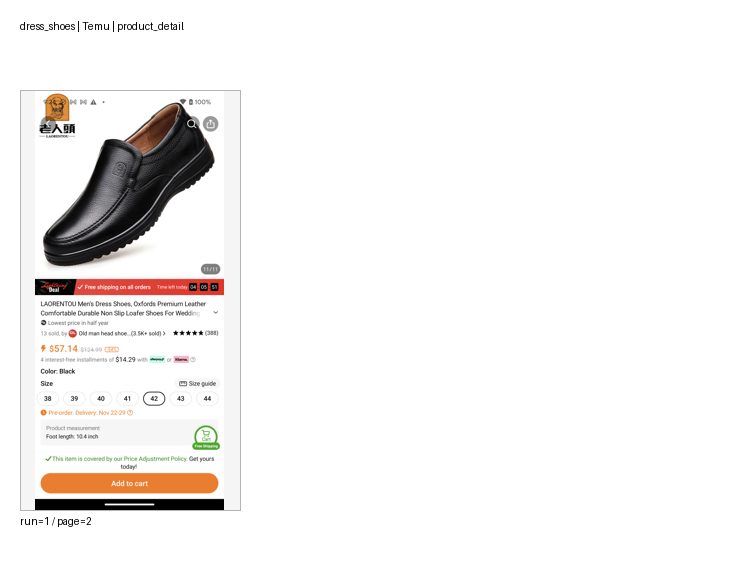 dress_shoes | Temu | product_detail
100%
老人頭
LAORENTOU
11/11
Deal
Free shipping on all orders
Time left today 04 05 51
LAORENTOU Men's Dress Shoes, Oxfords Premium Leather
Comfortable Durable Non Slip Loafer Shoes For Wedding
Lowest price in half year
13 sold, by Old man head shoe...(3.5K+ sold)
(388)
$57.14 $124.99 -54%
4 interest-free installments of $14.29 with or Klarna.
Color: Black
Size
Size guide
38 39 40 41 42 43 44
Pre-order. Delivery: Nov 22-29
Product measurement
Foot length: 10.4 inch
Cart
Free shipping
This item is covered by our Price Adjustment Policy. Get yours
today!
Add to cart
run=1 / page=2